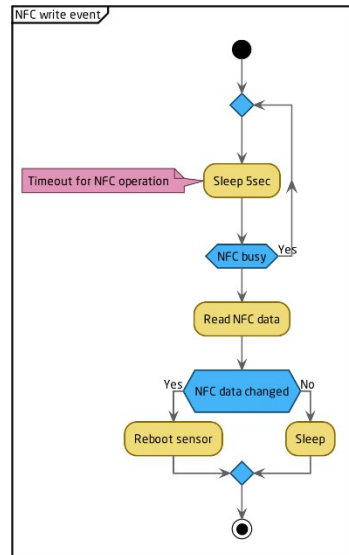 NFC write event
Timeout for NFC operation
Sleep 5sec
NFC busy
Yes
Read NFC data
Yes
NFC data changed
No
Reboot sensor
Sleep